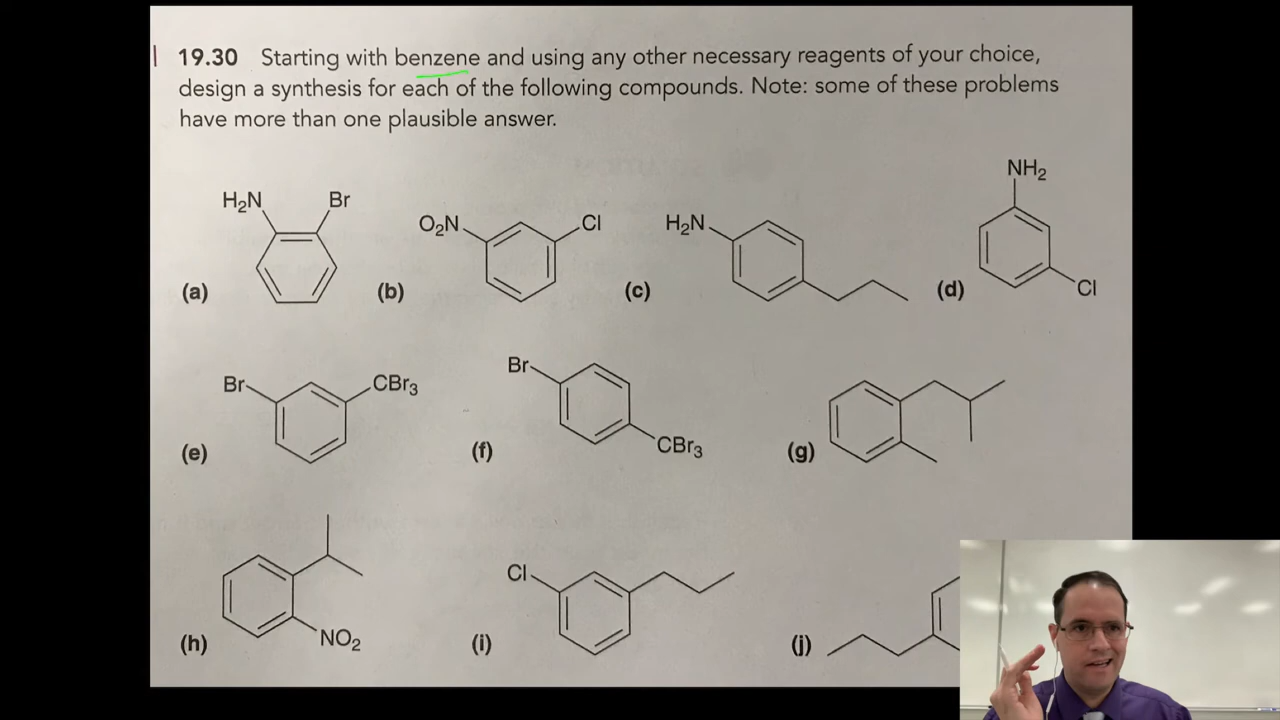 19.30 Starting with benzene and using any other necessary reagents of your choice,
design a synthesis for each of the following compounds. Note: some of these problems
have more than one plausible answer.
NH2
H2N Br
O2N Cl
H2N
(a) (b) (c) (d) Cl
Br CBr3
Br
CBr3
(e) (f) (g)
Cl
NO2
(h) (i) (j)